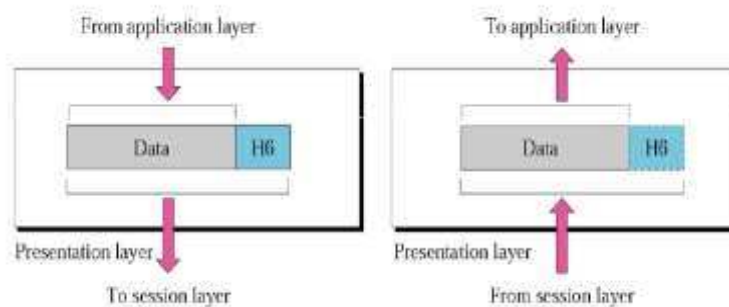 From application layer
Data
H6
Presentation layer
To session layer
To application layer
Data
H6
Presentation layer
From session layer